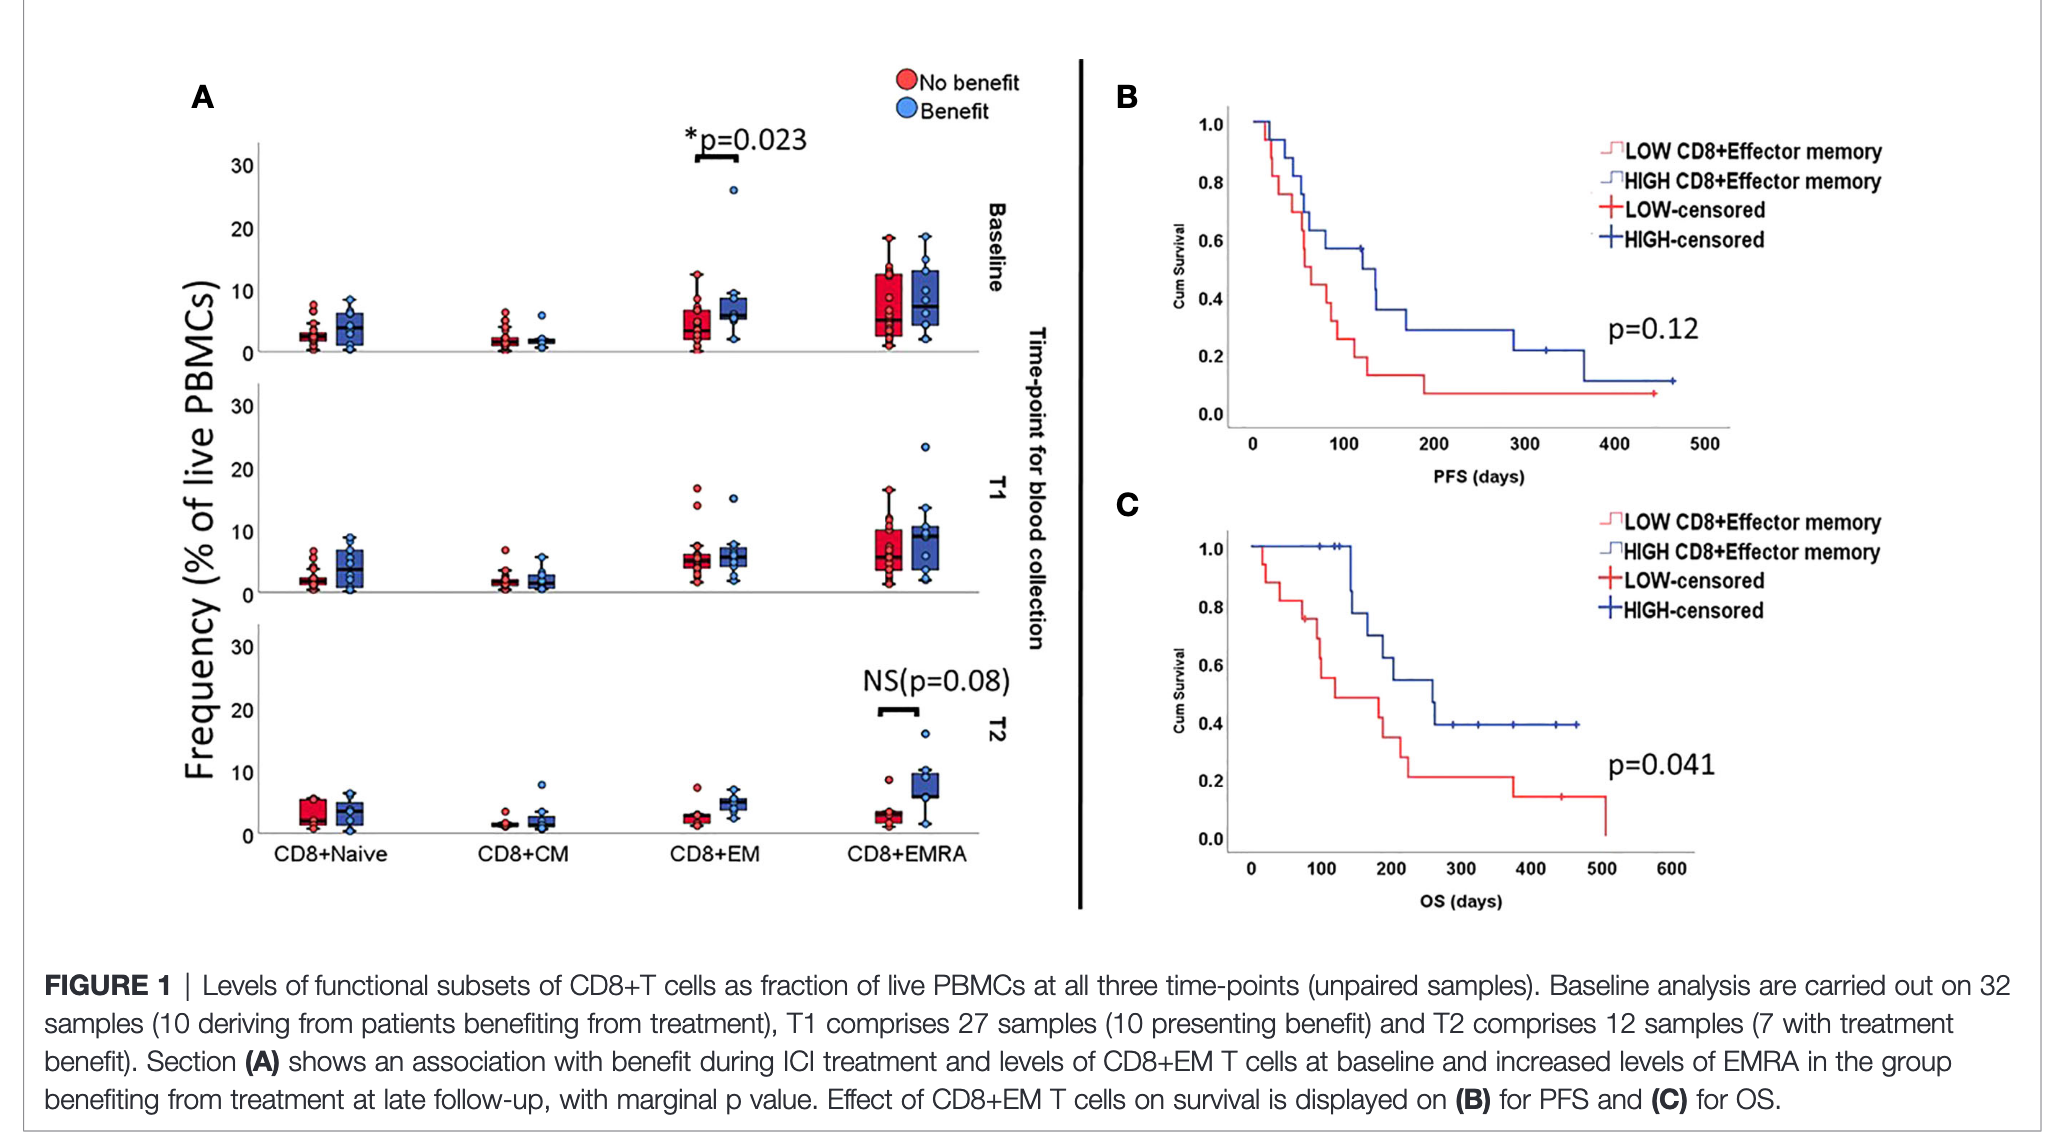 A
No benefit
Benefit
*p=0.023
30
20
10
0
Baseline
30
20
10
0
T1
NS(p=0.08)
30
20
10
0
T2
Frequency (% of live PBMCs)
Time-point for blood collection
CD8+Naive CD8+CM CD8+EM CD8+EMRA
B
1.0
0.8
0.6
0.4
0.2
0.0
Cum Survival
LOW CD8+Effector memory
HIGH CD8+Effector memory
LOW-censored
HIGH-censored
p=0.12
0 100 200 300 400 500
PFS (days)
C
1.0
0.8
0.6
0.4
0.2
0.0
Cum Survival
LOW CD8+Effector memory
HIGH CD8+Effector memory
LOW-censored
HIGH-censored
p=0.041
0 100 200 300 400 500 600
OS (days)
FIGURE 1 | Levels of functional subsets of CD8+T cells as fraction of live PBMCs at all three time-points (unpaired samples). Baseline analysis are carried out on 32
samples (10 deriving from patients benefiting from treatment), T1 comprises 27 samples (10 presenting benefit) and T2 comprises 12 samples (7 with treatment
benefit). Section (A) shows an association with benefit during ICI treatment and levels of CD8+EM T cells at baseline and increased levels of EMRA in the group
benefiting from treatment at late follow-up, with marginal p value. Effect of CD8+EM T cells on survival is displayed on (B) for PFS and (C) for OS.